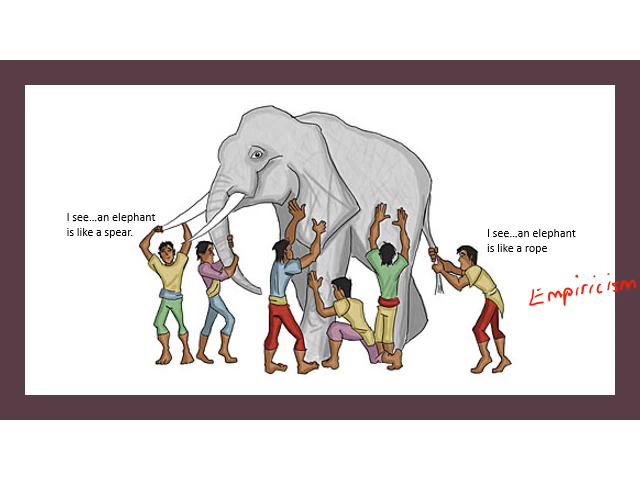 I see...an elephant
is like a spear.
I see...an elephant
is like a rope
Empiricism